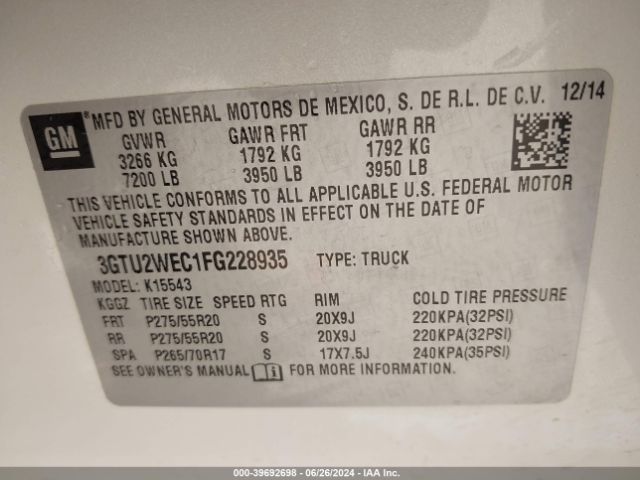 GM
®MFD BY GENERAL MOTORS DE MEXICO, S. DE R.L. DE C.V. 12/14
GVWR GAWR FRT GAWR RR
3266 KG 1792 KG 1792 KG
7200 LB 3950 LB 3950 LB
THIS VEHICLE CONFORMS TO ALL APPLICABLE U.S. FEDERAL MOTOR
VEHICLE SAFETY STANDARDS IN EFFECT ON THE DATE OF
MANUFACTURE SHOWN ABOVE.
3GTU2WEC1FG228935 TYPE: TRUCK
MODEL: K15543
KGGZ TIRE SIZE SPEED RTG RIM COLD TIRE PRESSURE
FRT P275/55R20 S 20X9J 220KPA(32PSI)
RR P275/55R20 S 20X9J 220KPA(32PSI)
SPA P265/70R17 S 17X7.5J 240KPA(35PSI)
SEE OWNER'S MANUAL FOR MORE INFORMATION.
000-39692698 - 06/26/2024 - IAA Inc.